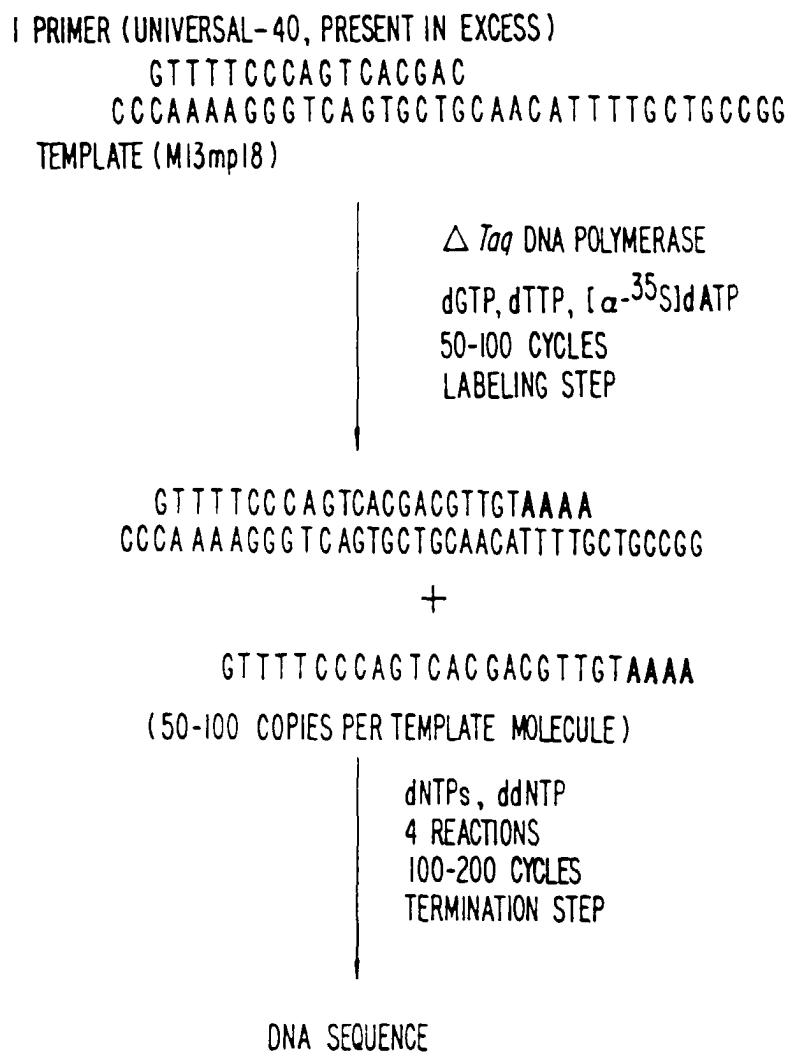 1 PRIMER (UNIVERSAL-40, PRESENT IN EXCESS)
GTTTTCCCAGTCACGAC
CCCAAAAGGGTCAGTGCTGCAACATTTTGCTGCCGG
TEMPLATE (M13mp18)
△ Taq DNA POLYMERASE
dGTP, dTTP, [α-³⁵S]dATP
50-100 CYCLES
LABELING STEP
GTTTTCCCAGTCACGACGTTGTAAAA
CCCAAAAGGGTCAGTGCTGCAACATTTTGCTGCCGG
+
GTTTTCCCAGTCACGACGTTGTAAAA
(50-100 COPIES PER TEMPLATE MOLECULE)
dNTPs, ddNTP
4 REACTIONS
100-200 CYCLES
TERMINATION STEP
DNA SEQUENCE